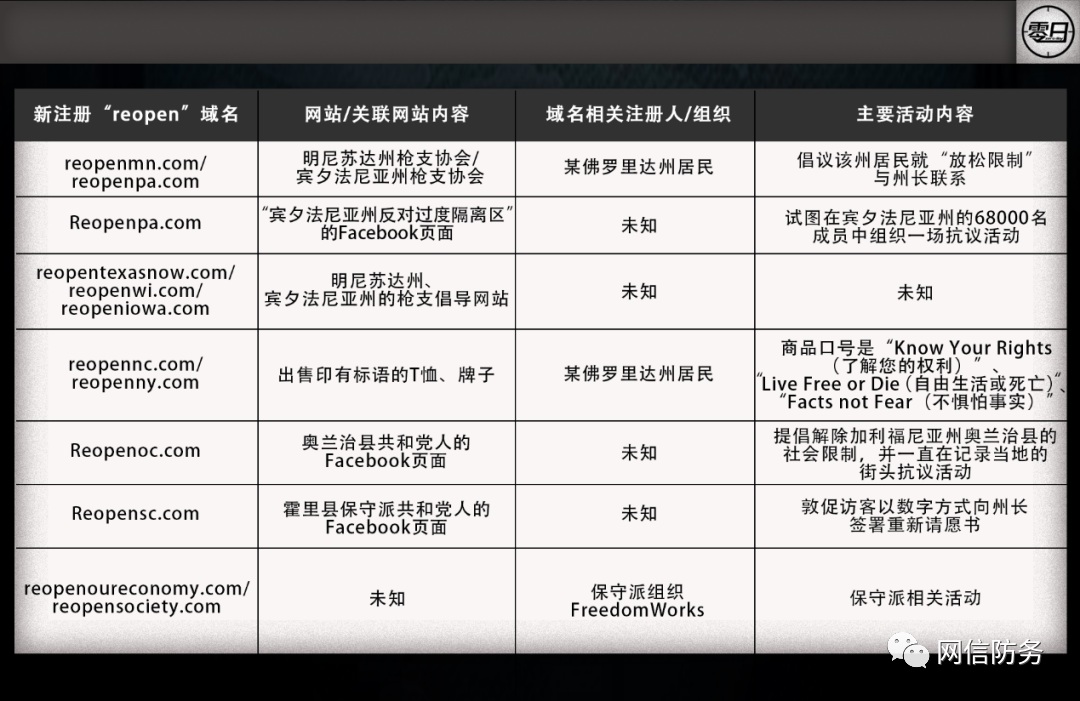 零日
新注册“reopen”域名
网站/关联网站内容
域名相关注册人/组织
主要活动内容
reopenmn.com/
reopenpa.com
明尼苏达州枪支协会/
宾夕法尼亚州枪支协会
某佛罗里达州居民
倡议该州居民就“放松限制”
与州长联系
Reopenpa.com
“宾夕法尼亚州反对过度隔离区”
的Facebook页面
未知
试图在宾夕法尼亚州的68000名
成员中组织一场抗议活动
reopentexasnow.com/
reopenwi.com/
reopeniowa.com
明尼苏达州、
宾夕法尼亚州的枪支倡导网站
未知
未知
reopennc.com/
reopenny.com
出售印有标语的T恤、牌子
某佛罗里达州居民
商品口号是“Know Your Rights
（了解您的权利）”、
“Live Free or Die（自由生活或死亡）“、
“Facts not Fear（不惧怕事实）”
Reopenoc.com
奥兰治县共和党人的
Facebook页面
未知
提倡解除加利福尼亚州奥兰治县的
社会限制，并一直在记录当地的
街头抗议活动
Reopensc.com
霍里县保守派共和党人的
Facebook页面
未知
敦促访客以数字方式向州长
签署重新请愿书
reopenoureconomy.com/
reopensociety.com
未知
保守派组织
FreedomWorks
保守派相关活动
网信防务